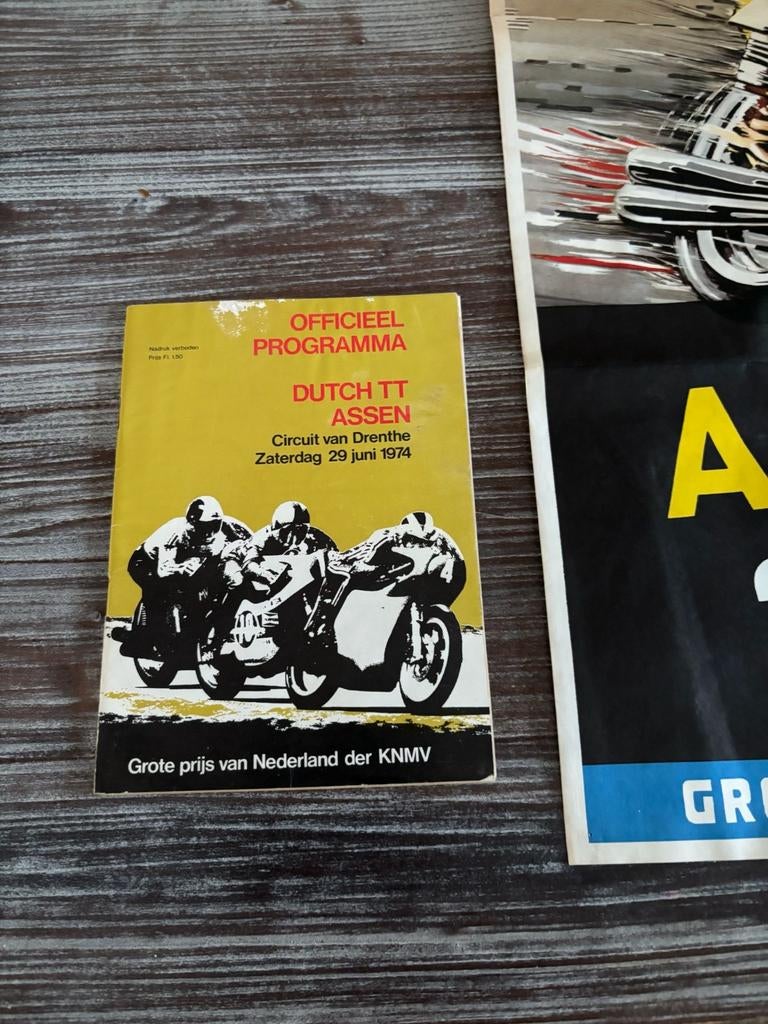 Nadruk verboden
Prijs Fl. 1,50
OFFICIEEL
PROGRAMMA
DUTCH TT
ASSEN
Circuit van Drenthe
Zaterdag 29 juni 1974
Grote prijs van Nederland der KNMV
A
GRO